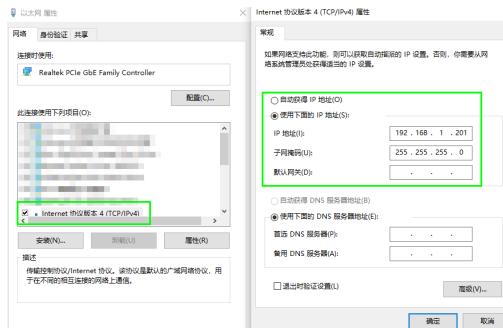 以太网 属性
网络 身份验证 共享
连接时使用:
Realtek PCIe GbE Family Controller
配置(C)...
此连接使用下列项目(O):
Internet 协议版本 4 (TCP/IPv4)
安装(N)... 卸载(U) 属性(R)
描述
传输控制协议/Internet 协议。该协议是默认的广域网络协议，用
于在不同的相互连接的网络上通信。
Internet 协议版本 4 (TCP/IPv4) 属性
常规
如果网络支持此功能，则可以获取自动指派的 IP 设置。否则，你需要从网
络系统管理员处获得适当的 IP 设置。
自动获得 IP 地址(O)
使用下面的 IP 地址(S):
IP 地址(I): 192 . 168 . 1 . 201
子网掩码(U): 255 . 255 . 255 . 0
默认网关(D): . . .
自动获得 DNS 服务器地址(B)
使用下面的 DNS 服务器地址(E):
首选 DNS 服务器(P): . . .
备用 DNS 服务器(A): . . .
退出时验证设置(L)
高级(V)...
确定 取消